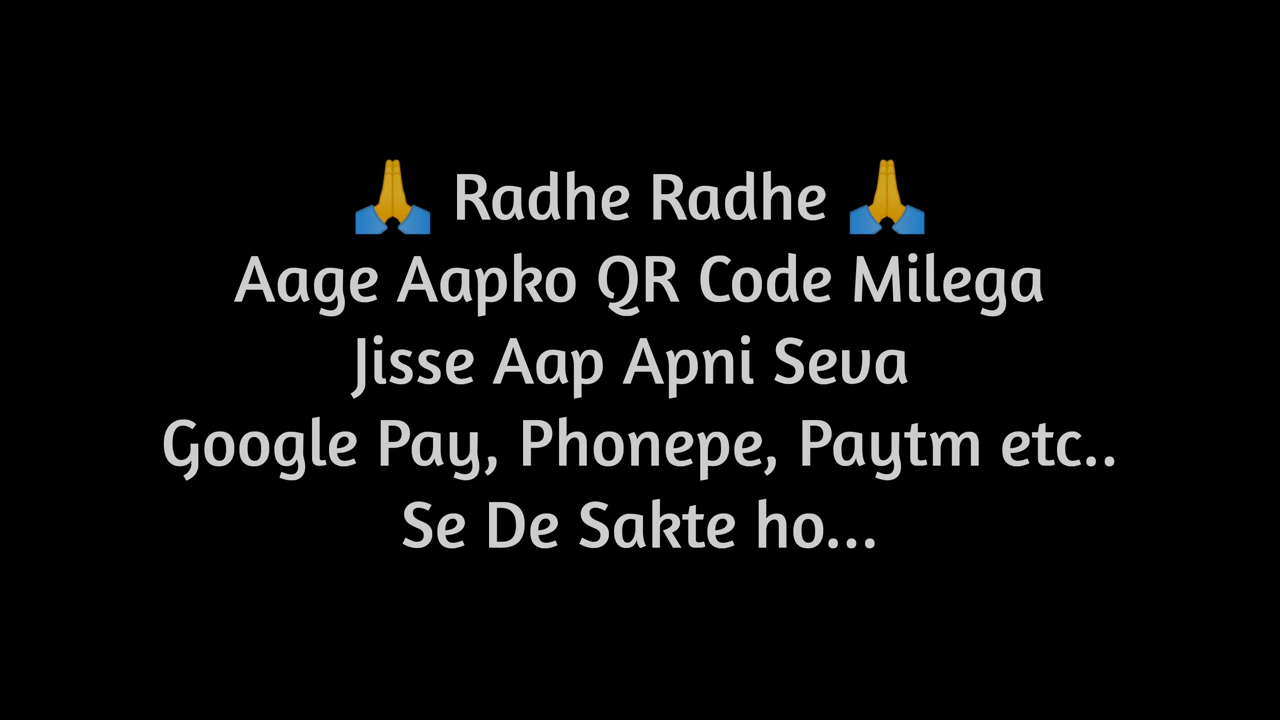 🙏 Radhe Radhe 🙏
Aage Aapko QR Code Milega
Jisse Aap Apni Seva
Google Pay, Phonepe, Paytm etc..
Se De Sakte ho...